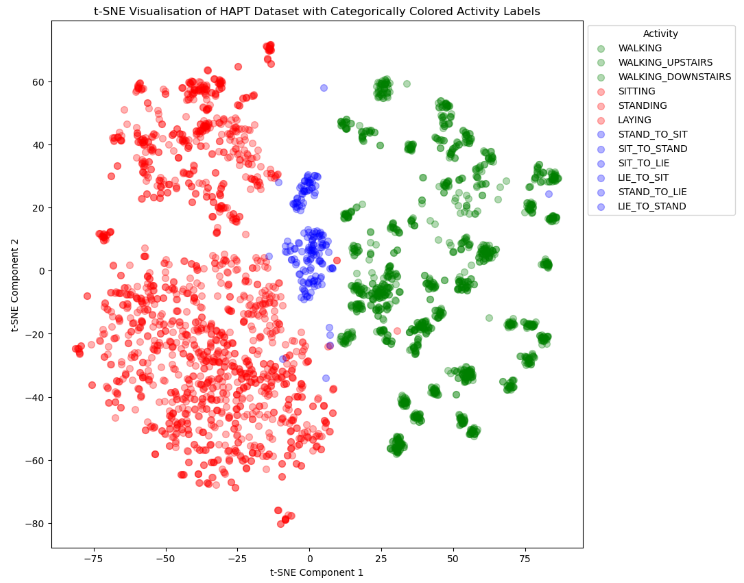 t-SNE Visualisation of HAPT Dataset with Categorically Colored Activity Labels
Activity
WALKING
WALKING_UPSTAIRS
WALKING_DOWNSTAIRS
SITTING
STANDING
LAYING
STAND_TO_SIT
SIT_TO_STAND
SIT_TO_LIE
LIE_TO_SIT
STAND_TO_LIE
LIE_TO_STAND
t-SNE Component 2
60
40
20
0
−20
−40
−60
−80
−75
−50
−25
0
25
50
75
t-SNE Component 1